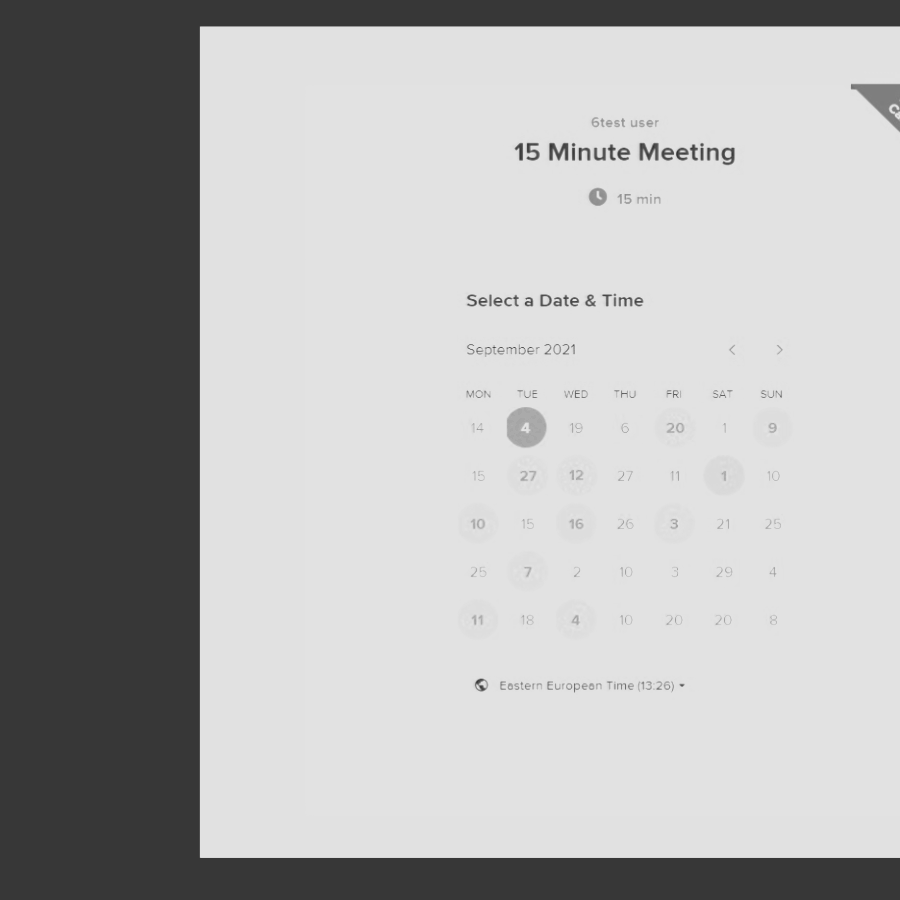 6test user
15 Minute Meeting
15 min
Select a Date & Time
September 2021
MON TUE WED THU FRI SAT SUN
14 4 19 6 20 1 9
15 27 12 27 11 1 10
10 15 16 26 3 21 25
25 7 2 10 3 29 4
11 18 4 10 20 20 8
Eastern European Time (13:26)